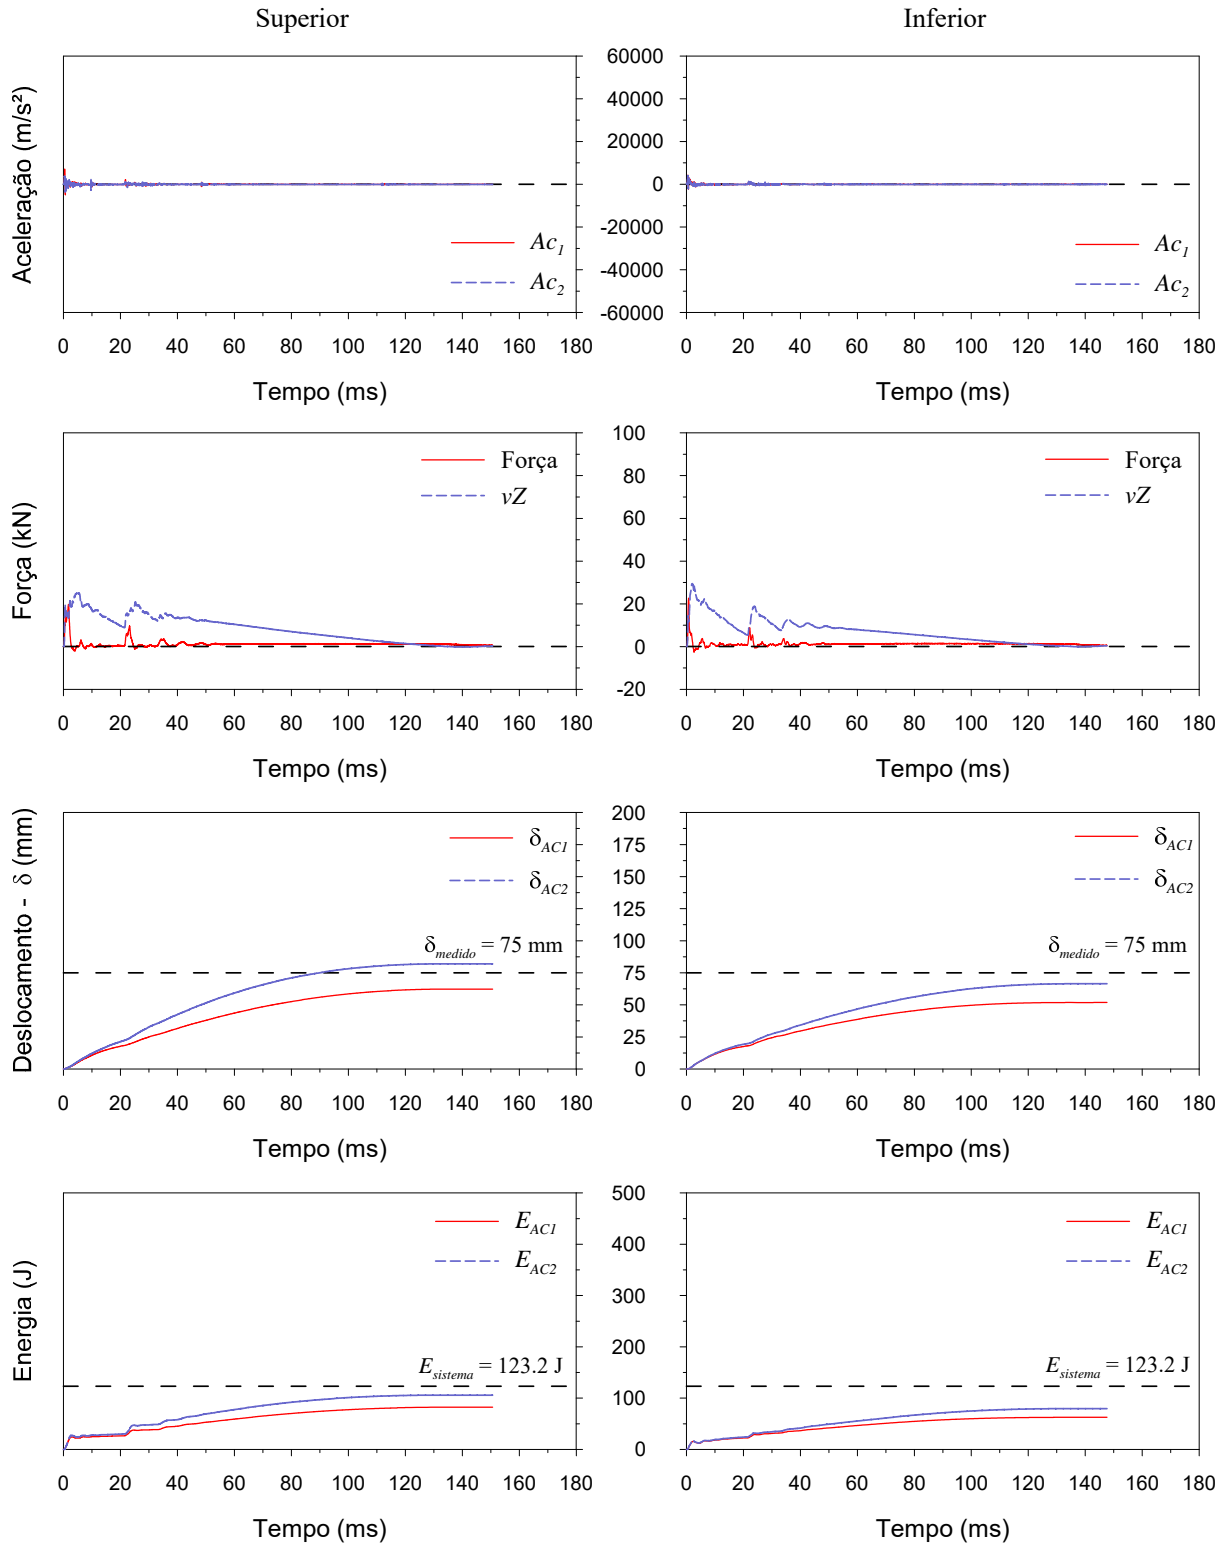 Superior Inferior
Aceleração (m/s²)
60000
40000
20000
0
-20000
-40000
-60000
Ac1
Ac2
Ac1
Ac2
0 20 40 60 80 100 120 140 160 180
0 20 40 60 80 100 120 140 160 180
Tempo (ms) Tempo (ms)
Força (kN)
100
80
60
40
20
0
-20
Força
vZ
Força
vZ
0 20 40 60 80 100 120 140 160 180
0 20 40 60 80 100 120 140 160 180
Tempo (ms) Tempo (ms)
Deslocamento - δ (mm)
200
175
150
125
100
75
50
25
0
δAC1
δAC2
δmedido = 75 mm
δAC1
δAC2
δmedido = 75 mm
0 20 40 60 80 100 120 140 160 180
0 20 40 60 80 100 120 140 160 180
Tempo (ms) Tempo (ms)
Energia (J)
500
400
300
200
100
0
EAC1
EAC2
Esistema = 123.2 J
EAC1
EAC2
Esistema = 123.2 J
0 20 40 60 80 100 120 140 160 180
0 20 40 60 80 100 120 140 160 180
Tempo (ms) Tempo (ms)